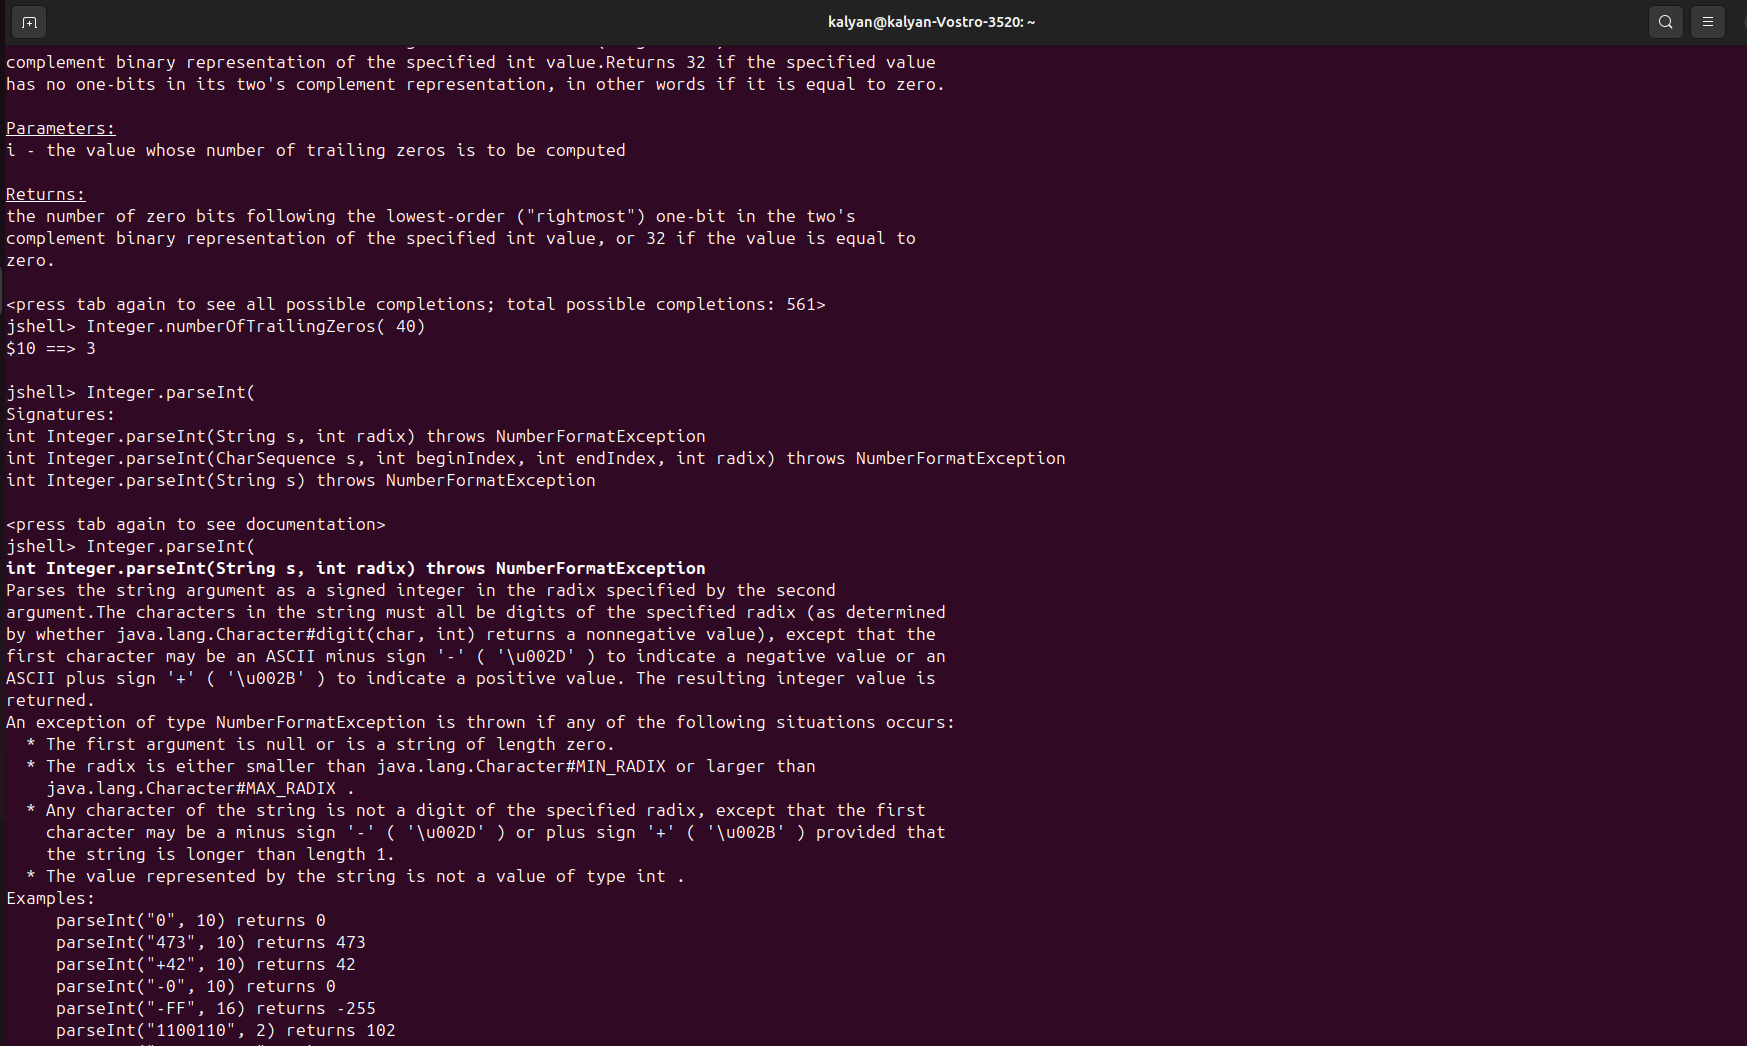 kalyan@kalyan-Vostro-3520: ~
complement binary representation of the specified int value.Returns 32 if the specified value
has no one-bits in its two's complement representation, in other words if it is equal to zero.
Parameters:
i - the value whose number of trailing zeros is to be computed
Returns:
the number of zero bits following the lowest-order ("rightmost") one-bit in the two's
complement binary representation of the specified int value, or 32 if the value is equal to
zero.
<press tab again to see all possible completions; total possible completions: 561>
jshell> Integer.numberOfTrailingZeros( 40)
$10 ==> 3
jshell> Integer.parseInt(
Signatures:
int Integer.parseInt(String s, int radix) throws NumberFormatException
int Integer.parseInt(CharSequence s, int beginIndex, int endIndex, int radix) throws NumberFormatException
int Integer.parseInt(String s) throws NumberFormatException
<press tab again to see documentation>
jshell> Integer.parseInt(
int Integer.parseInt(String s, int radix) throws NumberFormatException
Parses the string argument as a signed integer in the radix specified by the second
argument.The characters in the string must all be digits of the specified radix (as determined
by whether java.lang.Character#digit(char, int) returns a nonnegative value), except that the
first character may be an ASCII minus sign '-' ( '\u002D' ) to indicate a negative value or an
ASCII plus sign '+' ( '\u002B' ) to indicate a positive value. The resulting integer value is
returned.
An exception of type NumberFormatException is thrown if any of the following situations occurs:
  * The first argument is null or is a string of length zero.
  * The radix is either smaller than java.lang.Character#MIN_RADIX or larger than
    java.lang.Character#MAX_RADIX .
  * Any character of the string is not a digit of the specified radix, except that the first
    character may be a minus sign '-' ( '\u002D' ) or plus sign '+' ( '\u002B' ) provided that
    the string is longer than length 1.
  * The value represented by the string is not a value of type int .
Examples:
     parseInt("0", 10) returns 0
     parseInt("473", 10) returns 473
     parseInt("+42", 10) returns 42
     parseInt("-0", 10) returns 0
     parseInt("-FF", 16) returns -255
     parseInt("1100110", 2) returns 102